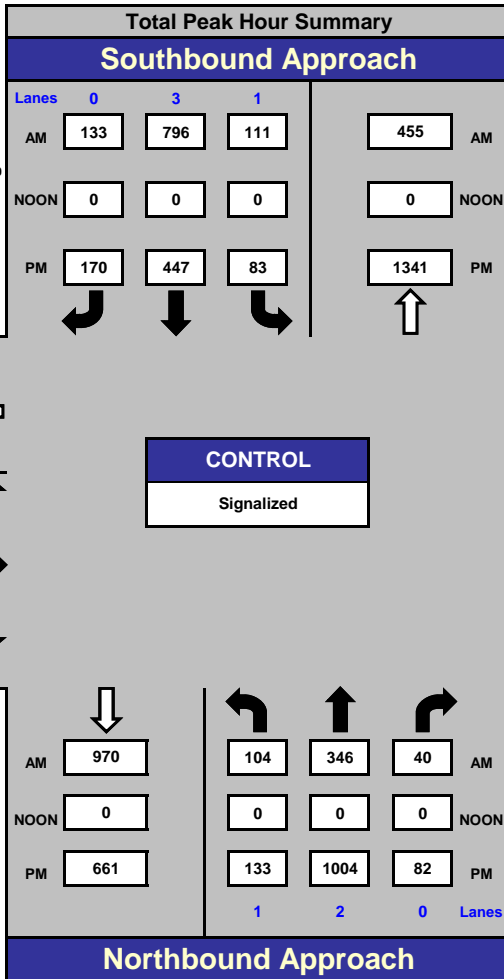 Total Peak Hour Summary
Southbound Approach
Lanes 0 3 1
AM 133 796 111 455 AM
NOON 0 0 0 0 NOON
PM 170 447 83 1341 PM
CONTROL
Signalized
AM 970 104 346 40 AM
NOON 0 0 0 0 NOON
PM 661 133 1004 82 PM
1 2 0 Lanes
Northbound Approach